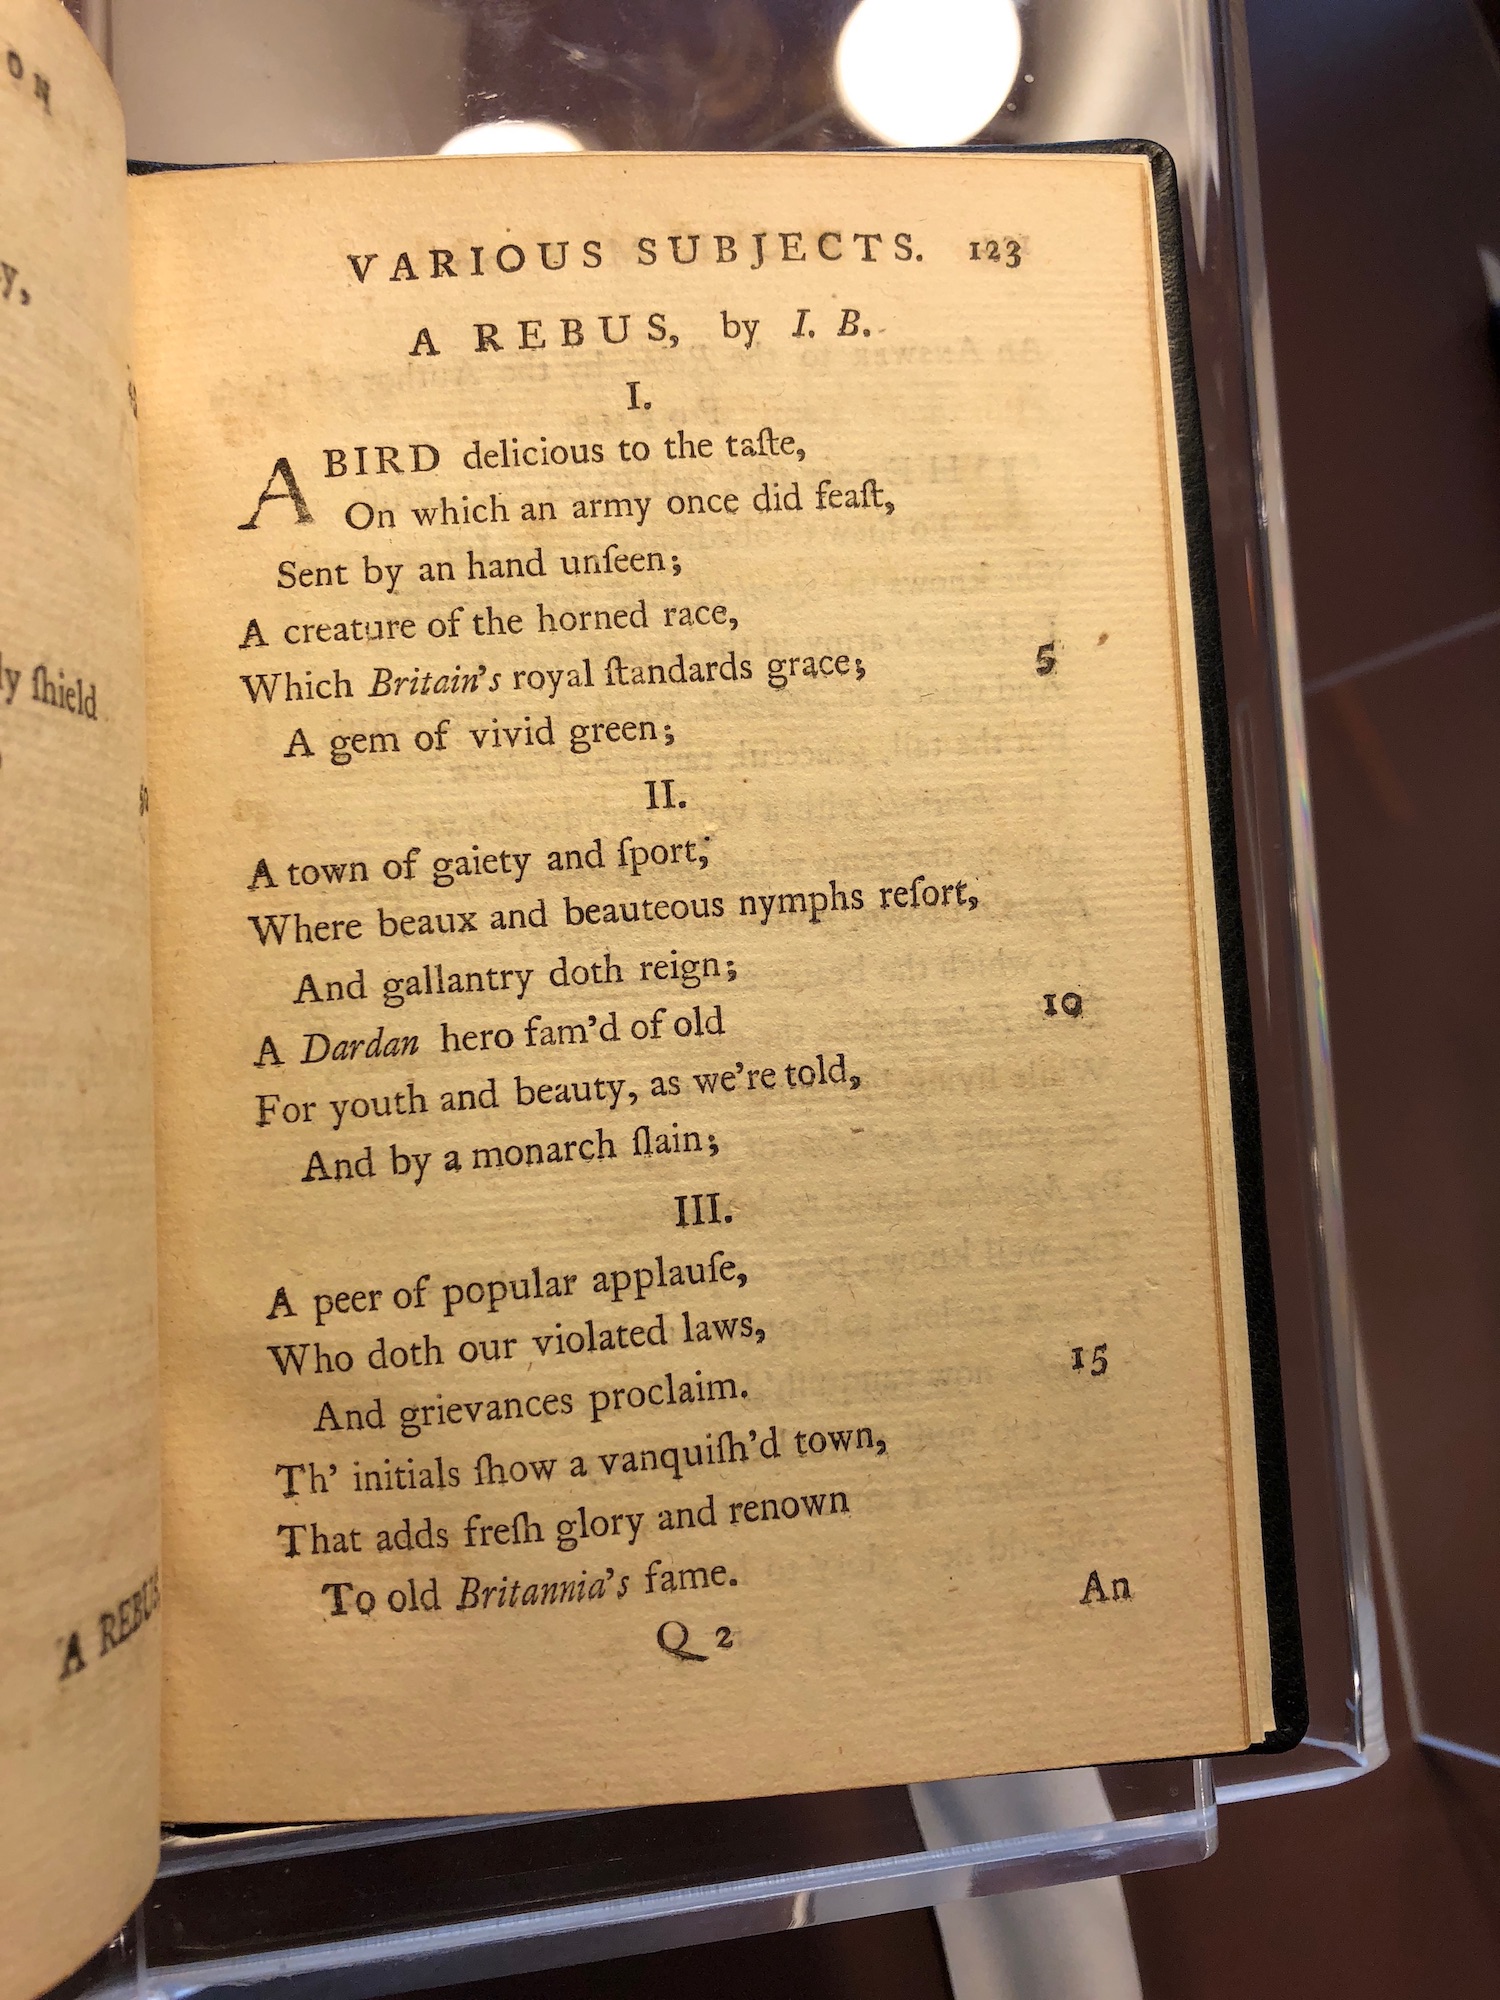 ON
y,
ly ſhield
50
A REBUS
VARIOUS SUBJECTS. 123
A REBUS, by I. B.
I.
A BIRD delicious to the taſte,
On which an army once did feaſt,
Sent by an hand unſeen;
A creature of the horned race,
Which Britain's royal ſtandards grace; 5
A gem of vivid green;
II.
A town of gaiety and ſport,
Where beaux and beauteous nymphs reſort,
And gallantry doth reign;
A Dardan hero fam'd of old 10
For youth and beauty, as we're told,
And by a monarch ſlain;
III.
A peer of popular applauſe,
Who doth our violated laws,
And grievances proclaim. 15
Th' initials ſhow a vanquiſh'd town,
That adds freſh glory and renown
To old Britannia's fame.
An
Q 2